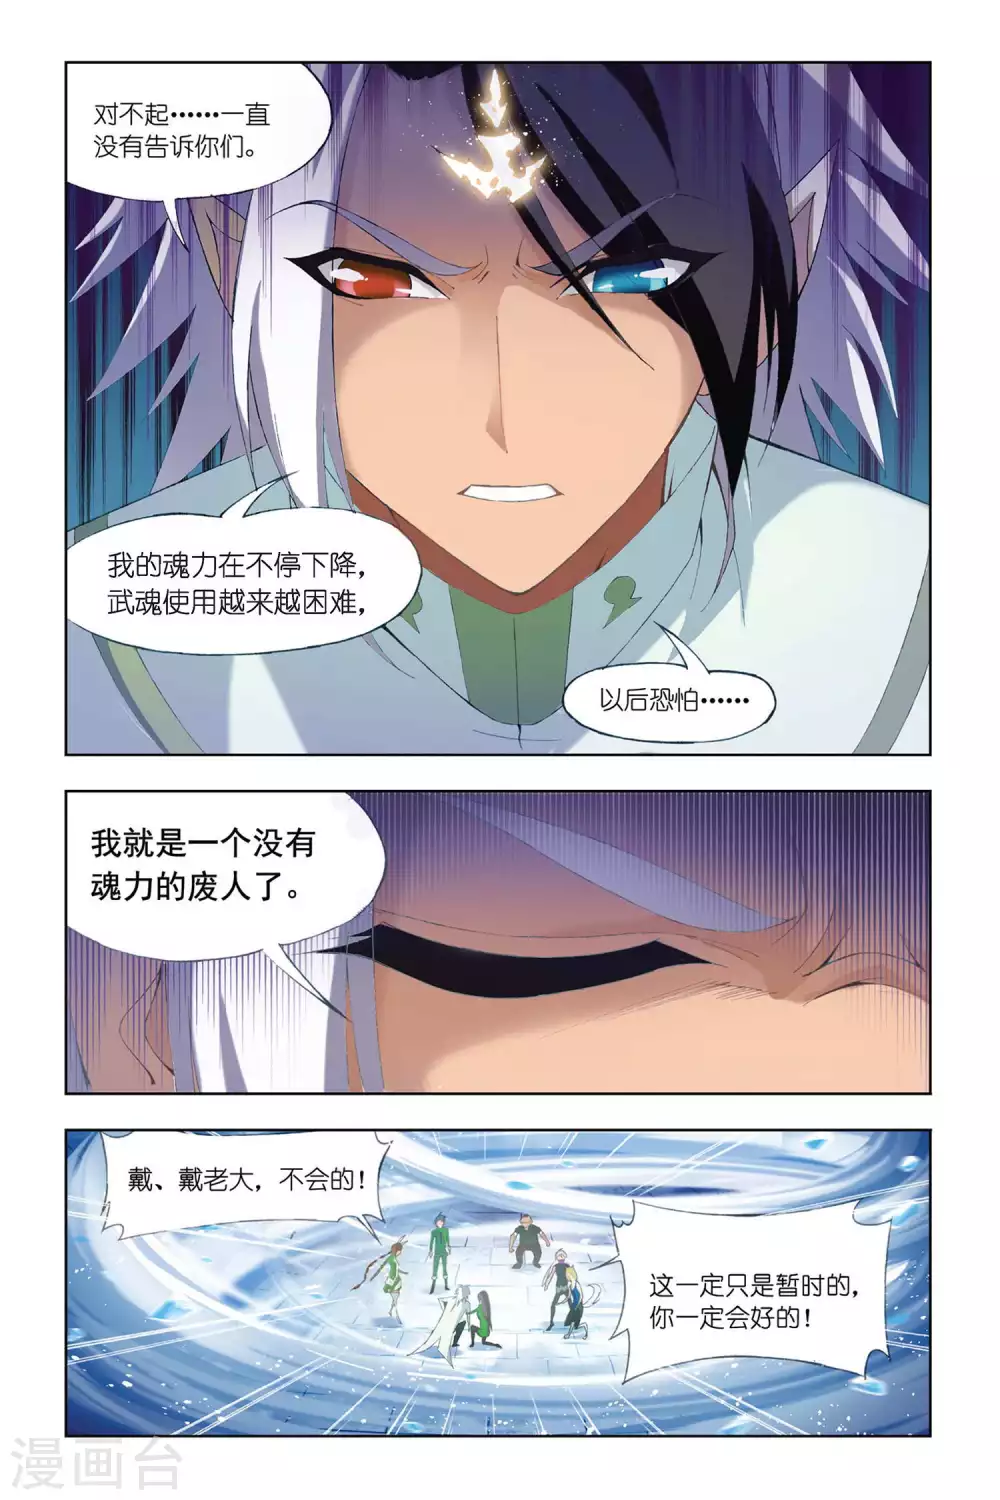 对不起……一直
没有告诉你们。
我的魂力在不停下降，
武魂使用越来越困难，
以后恐怕……
我就是一个没有
魂力的废人了。
戴、戴老大，不会的！
这一定只是暂时的，
你一定会好的！
漫画台